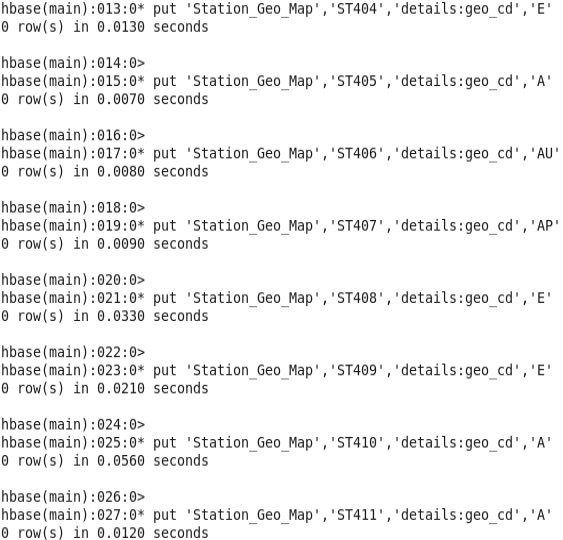 hbase(main):013:0* put 'Station_Geo_Map','ST404','details:geo_cd','E'
0 row(s) in 0.0130 seconds
hbase(main):014:0>
hbase(main):015:0* put 'Station_Geo_Map','ST405','details:geo_cd','A'
0 row(s) in 0.0070 seconds
hbase(main):016:0>
hbase(main):017:0* put 'Station_Geo_Map','ST406','details:geo_cd','AU'
0 row(s) in 0.0080 seconds
hbase(main):018:0>
hbase(main):019:0* put 'Station_Geo_Map','ST407','details:geo_cd','AP'
0 row(s) in 0.0090 seconds
hbase(main):020:0>
hbase(main):021:0* put 'Station_Geo_Map','ST408','details:geo_cd','E'
0 row(s) in 0.0330 seconds
hbase(main):022:0>
hbase(main):023:0* put 'Station_Geo_Map','ST409','details:geo_cd','E'
0 row(s) in 0.0210 seconds
hbase(main):024:0>
hbase(main):025:0* put 'Station_Geo_Map','ST410','details:geo_cd','A'
0 row(s) in 0.0560 seconds
hbase(main):026:0>
hbase(main):027:0* put 'Station_Geo_Map','ST411','details:geo_cd','A'
0 row(s) in 0.0120 seconds